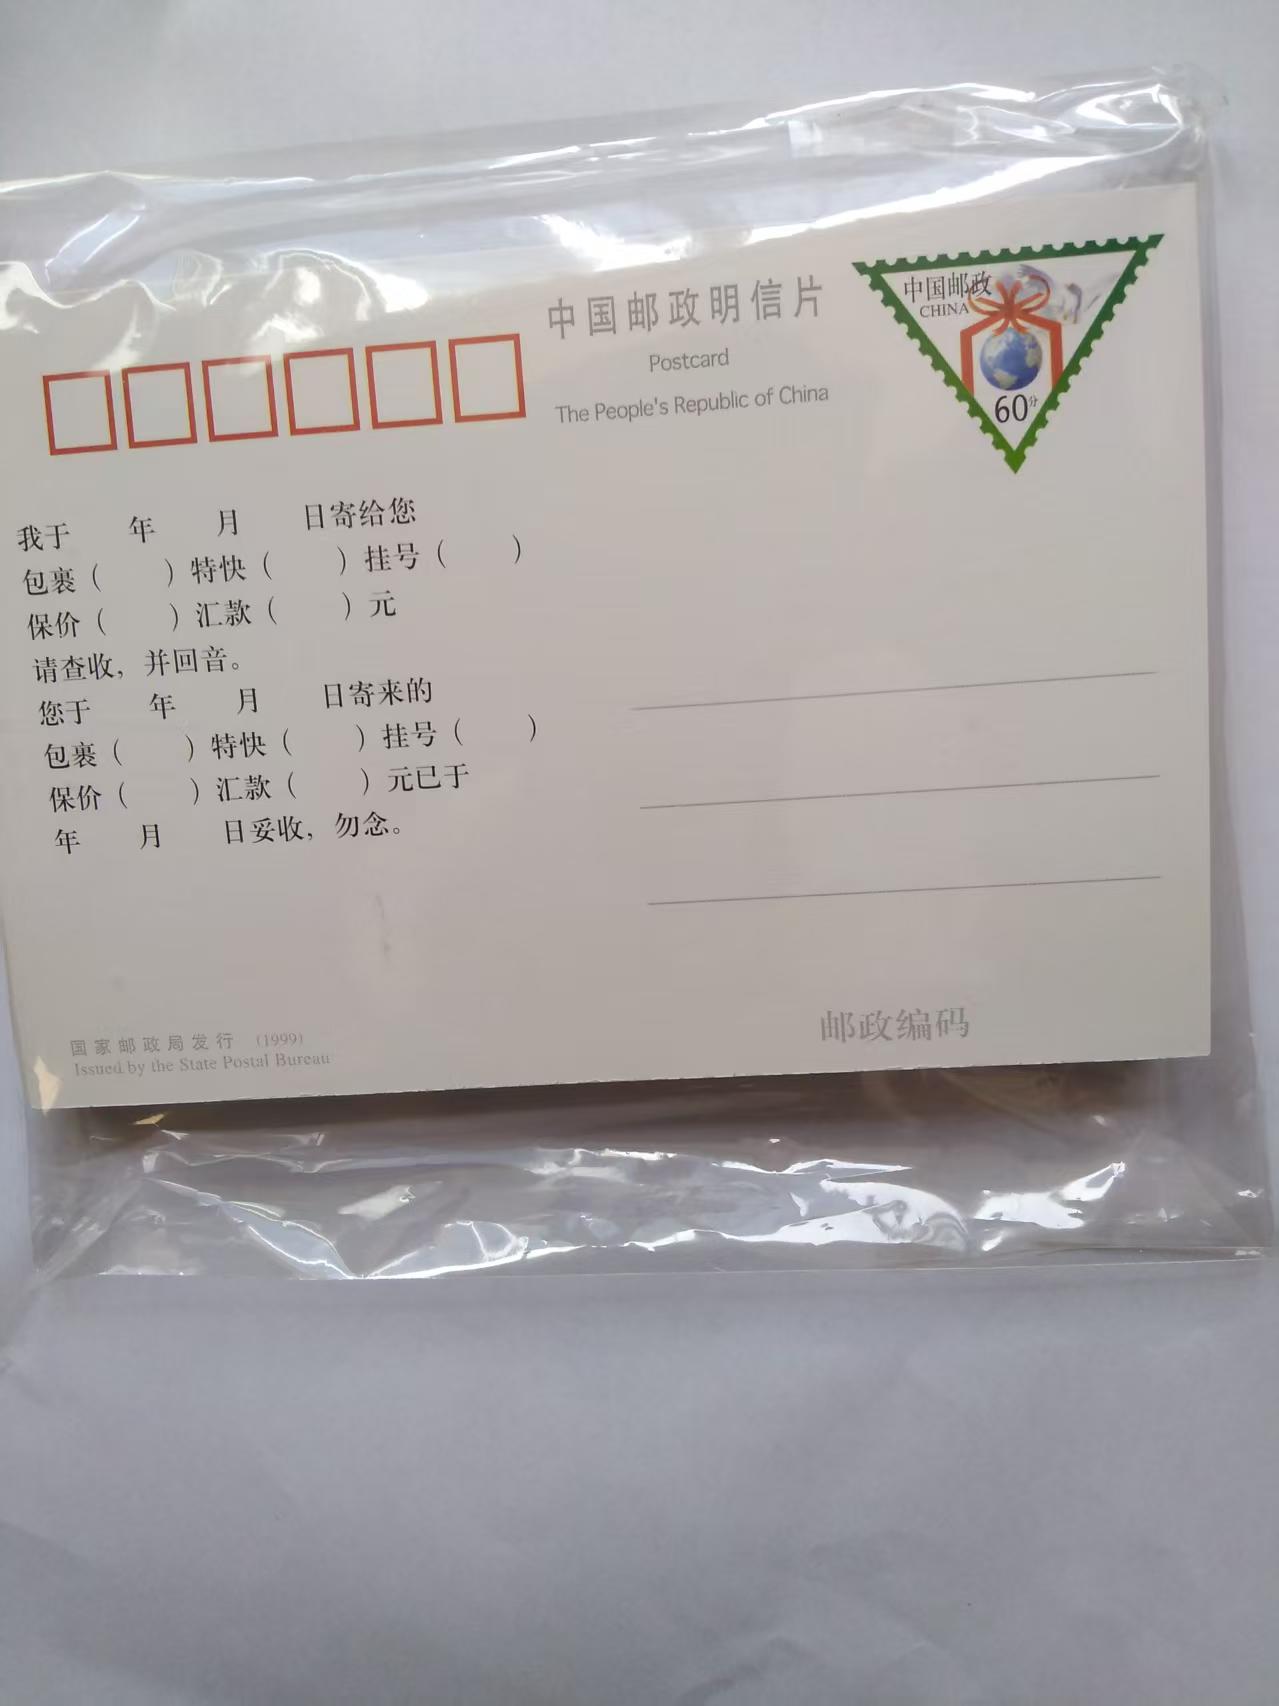 中国邮政明信片
Postcard
The People's Republic of China
中国邮政
CHINA
60分
我于 年 月 日寄给您
包裹（ ）特快（ ）挂号（ ）
保价（ ）汇款（ ）元
请查收，并回音。
您于 年 月 日寄来的
包裹（ ）特快（ ）挂号（ ）
保价（ ）汇款（ ）元已于
年 月 日妥收，勿念。
国家邮政局发行 (1999)
Issued by the State Postal Bureau
邮政编码